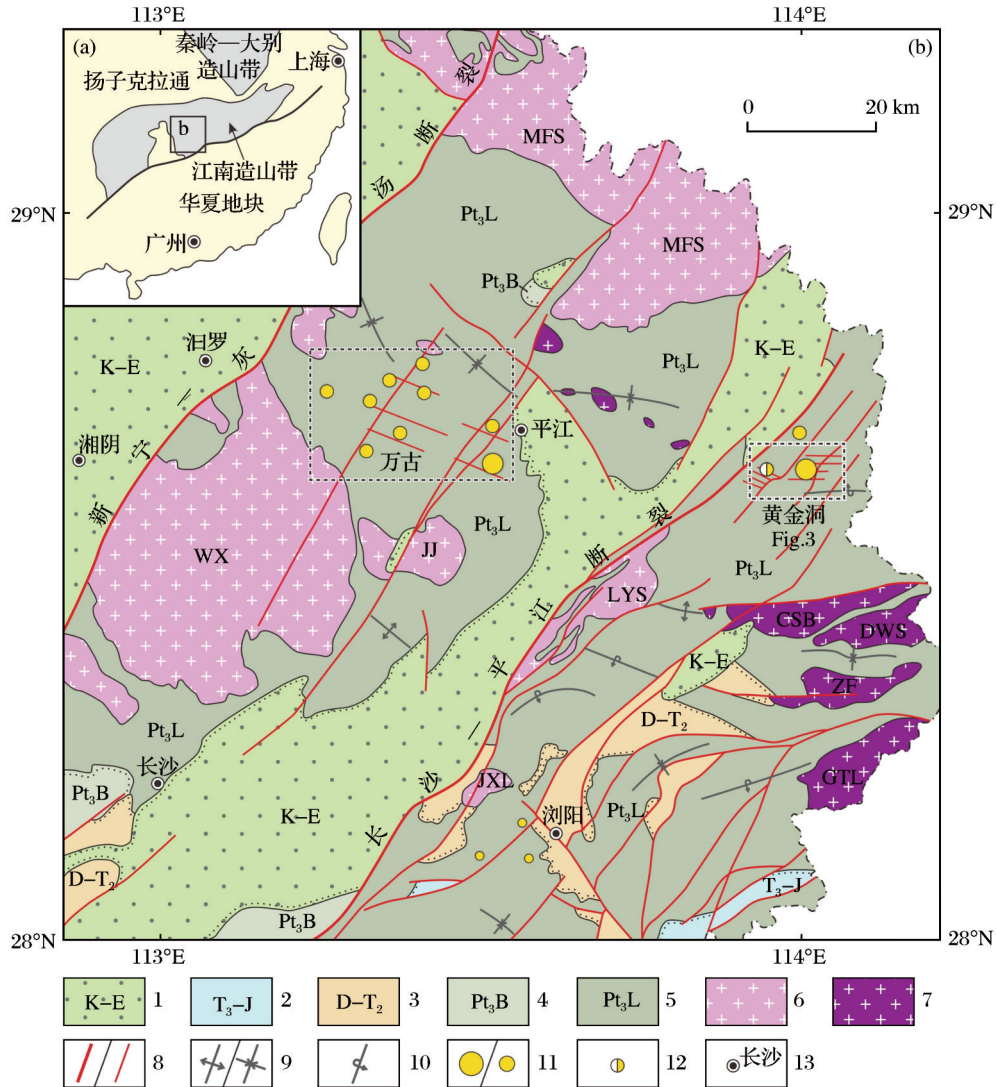 113°E
114°E
(a)
秦岭—大别
造山带
上海
扬子克拉通
b
江南造山带
华夏地块
广州
(b)
0
20 km
裂
断
汤
MFS
29°N
29°N
Pt₃L
MFS
Pt₃B
K–E
汨罗
灰
—
K–E
Pt₃L
湘阴
宁
新
平江
万古
黄金洞
Fig.3
Pt₃L
裂
断
WX
JJ
Pt₃L
LYS
江
CSB
DWS
平
K–E
ZF
Pt₃L
D–T₂
—
长沙
GTL
Pt₃B
JXL
沙
K–E
浏阳
Pt₃L
长
D–T₂
T₃–J
Pt₃B
28°N
28°N
113°E
114°E
K–E 1
T₃–J 2
D–T₂ 3
Pt₃B 4
Pt₃L 5
6
7
8
9
10
11
12
长沙 13